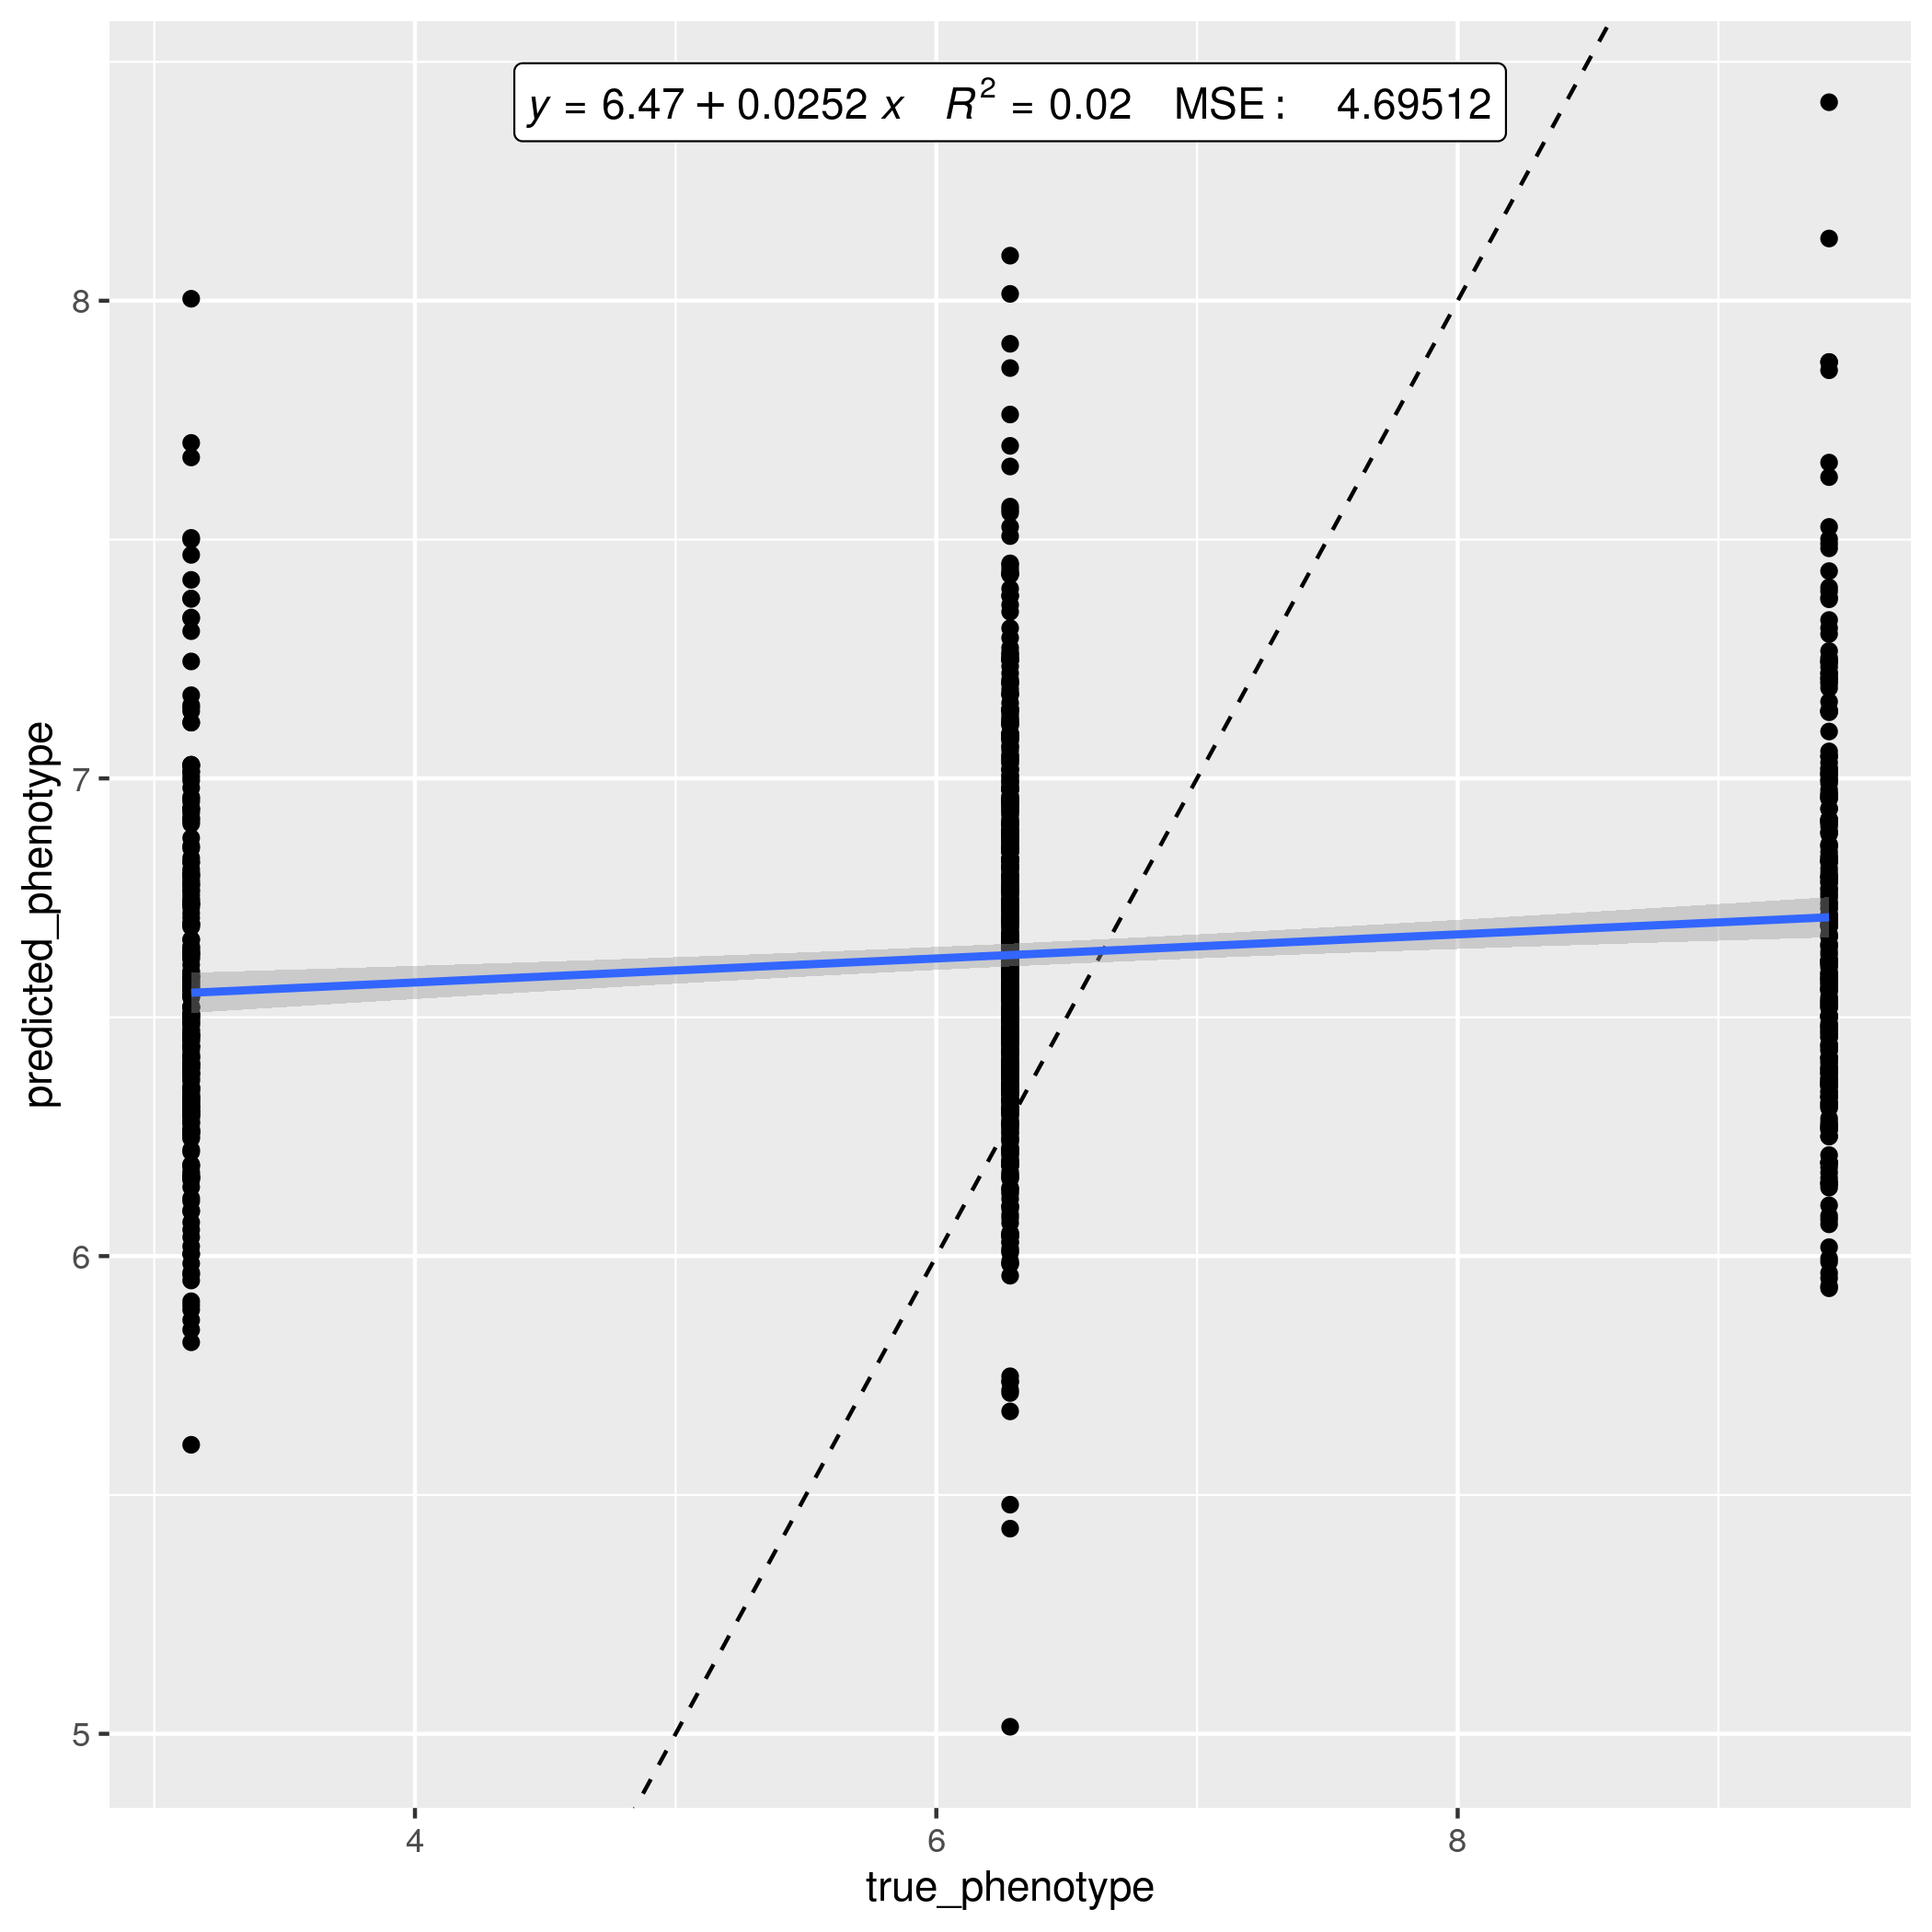 y = 6.47 + 0.0252 x R² = 0.02 MSE: 4.69512
8
7
6
5
predicted_phenotype
4 6 8
true_phenotype